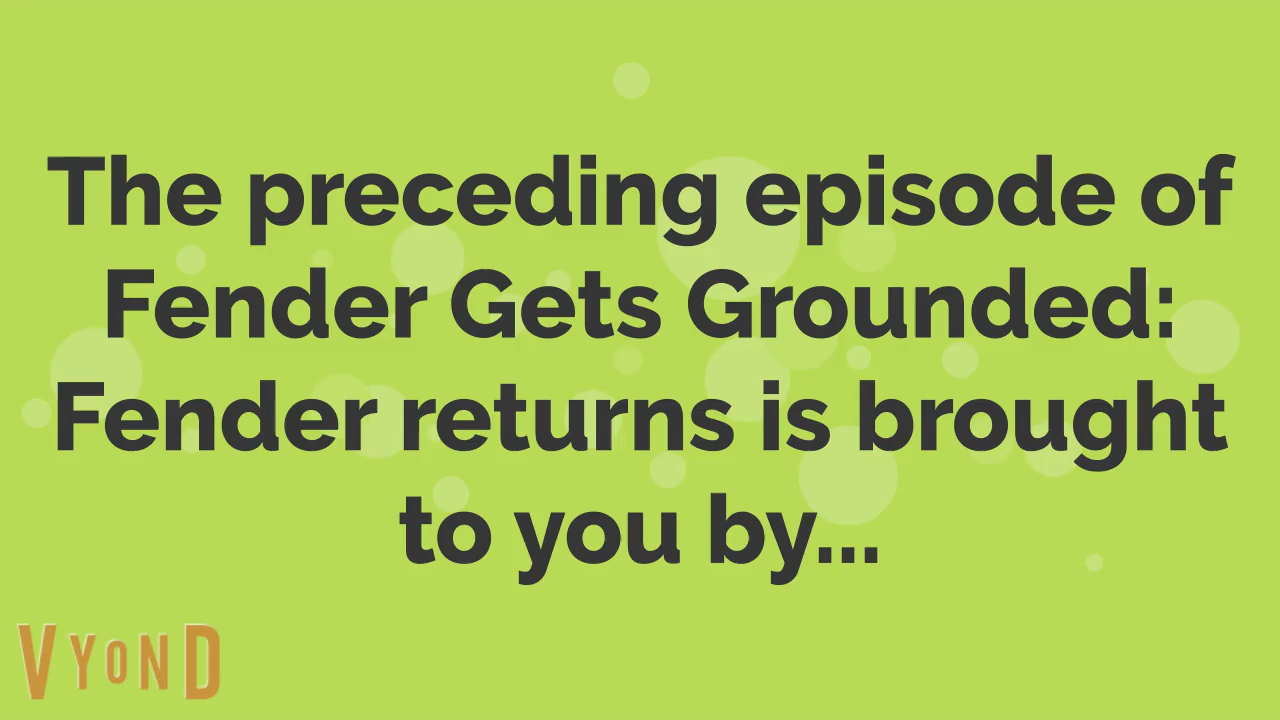 The preceding episode of
Fender Gets Grounded:
Fender returns is brought
to you by...
VYOND